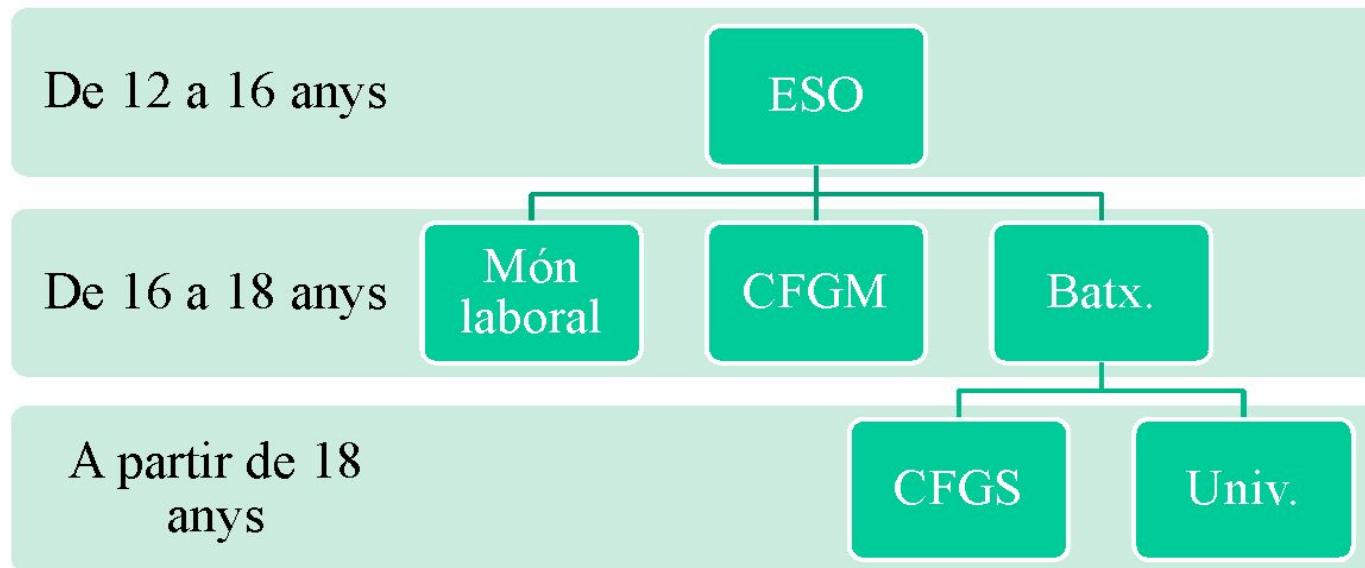 De 12 a 16 anys
ESO
De 16 a 18 anys
Món
laboral
CFGM
Batx.
A partir de 18
anys
CFGS
Univ.